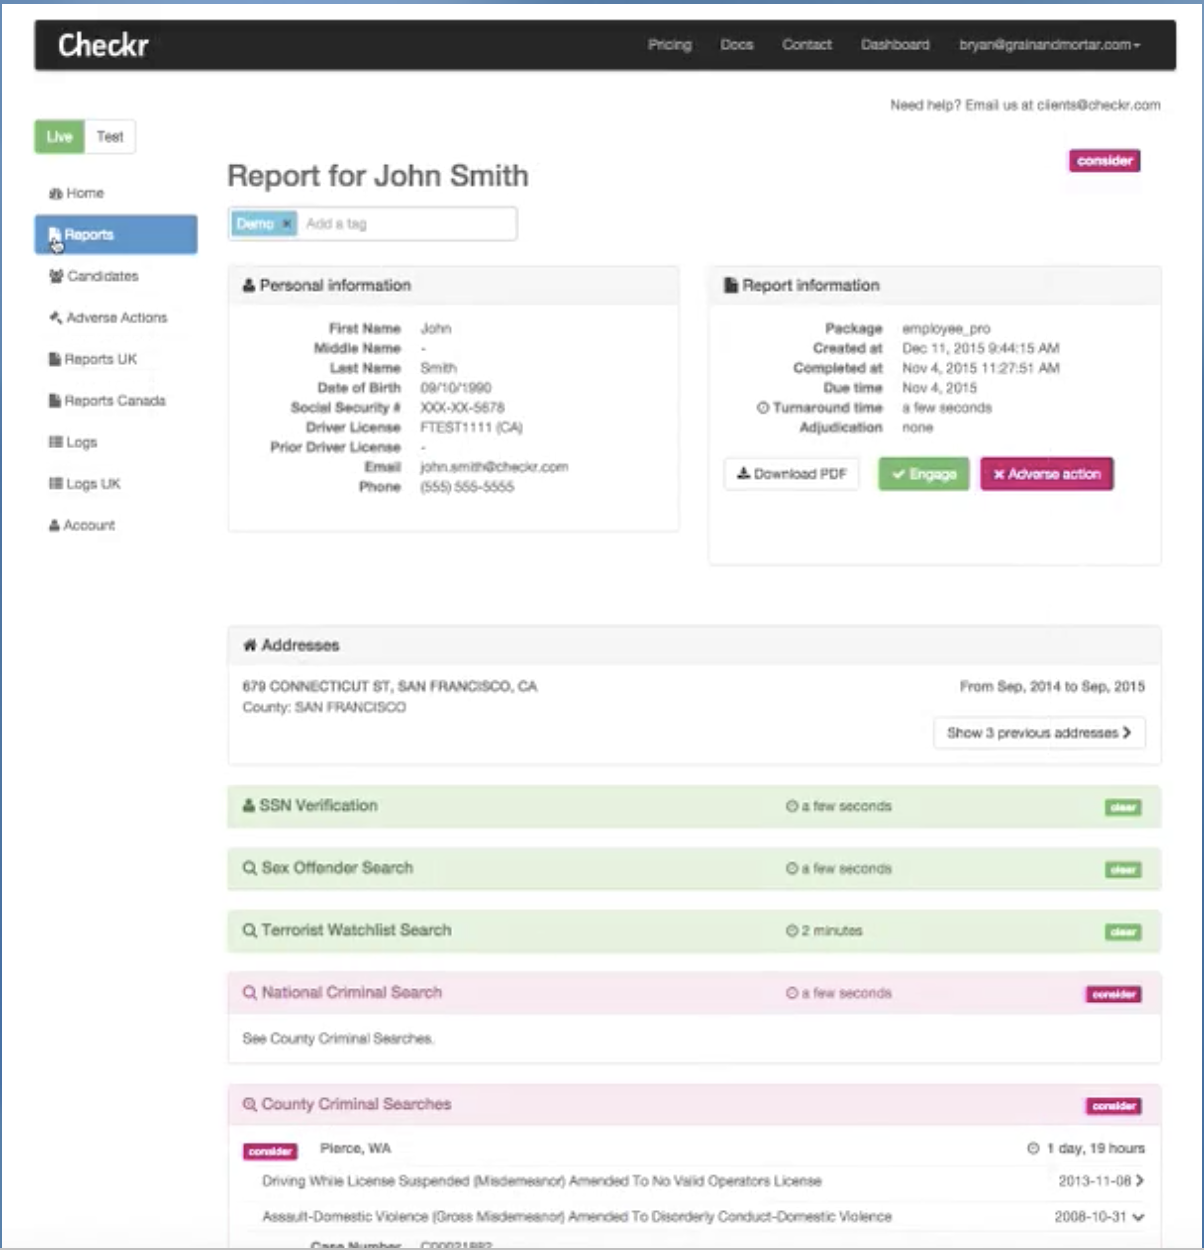 Checkr
Pricing Docs Contact Dashboard bryan@grainandmortar.com
Need help? Email us at clients@checkr.com
Live Test
consider
Report for John Smith
Home
Demo × Add a tag
Reports
Candidates
Adverse Actions
Reports UK
Reports Canada
Logs
Logs UK
Account
Personal information
First Name John
Middle Name -
Last Name Smith
Date of Birth 09/10/1990
Social Security # XXX-XX-5678
Driver License FTEST1111 (CA)
Prior Driver License -
Email john.smith@checkr.com
Phone (555) 555-5555
Report information
Package employee_pro
Created at Dec 11, 2015 9:44:15 AM
Completed at Nov 4, 2015 11:27:51 AM
Due time Nov 4, 2015
Turnaround time a few seconds
Adjudication none
Download PDF Engage Adverse action
Addresses
679 CONNECTICUT ST, SAN FRANCISCO, CA From Sep, 2014 to Sep, 2015
County: SAN FRANCISCO
Show 3 previous addresses
SSN Verification a few seconds clear
Sex Offender Search a few seconds clear
Terrorist Watchlist Search 2 minutes clear
National Criminal Search a few seconds consider
See County Criminal Searches.
County Criminal Searches consider
consider Pierce, WA 1 day, 19 hours
Driving While License Suspended (Misdemeanor) Amended To No Valid Operators License 2013-11-08
Assault-Domestic Violence (Gross Misdemeanor) Amended To Disorderly Conduct-Domestic Violence 2008-10-31
Case Number